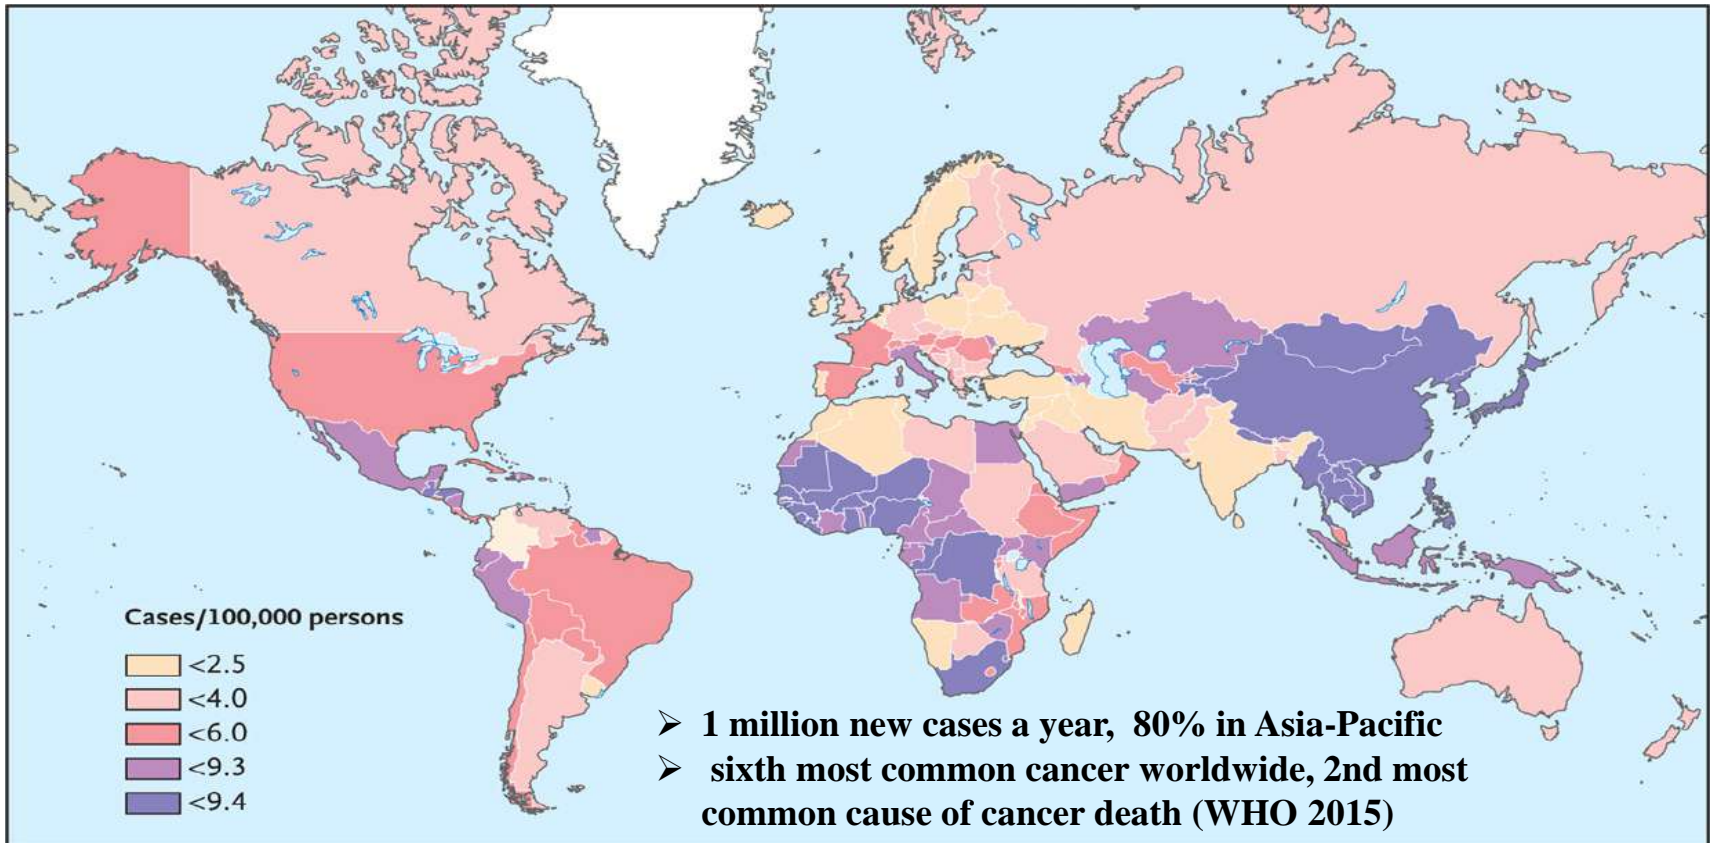 Cases/100,000 persons
<2.5
<4.0
<6.0
<9.3
<9.4
➢ 1 million new cases a year, 80% in Asia-Pacific
➢ sixth most common cancer worldwide, 2nd most
common cause of cancer death (WHO 2015)